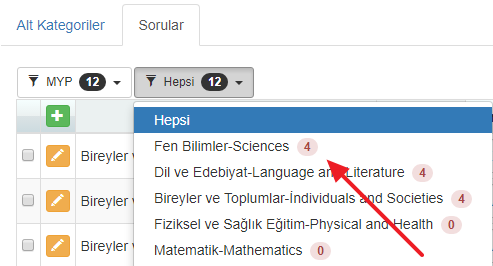 Alt Kategoriler
Sorular
MYP 12
Hepsi 12
Hepsi
Fen Bilimler-Sciences 4
Dil ve Edebiyat-Language and Literature 4
Bireyler ve
Bireyler ve Toplumlar-İndividuals and Societies 4
Bireyler v
Fiziksel ve Sağlık Eğitim-Physical and Health 0
Bireyler v
Matematik-Mathematics 0